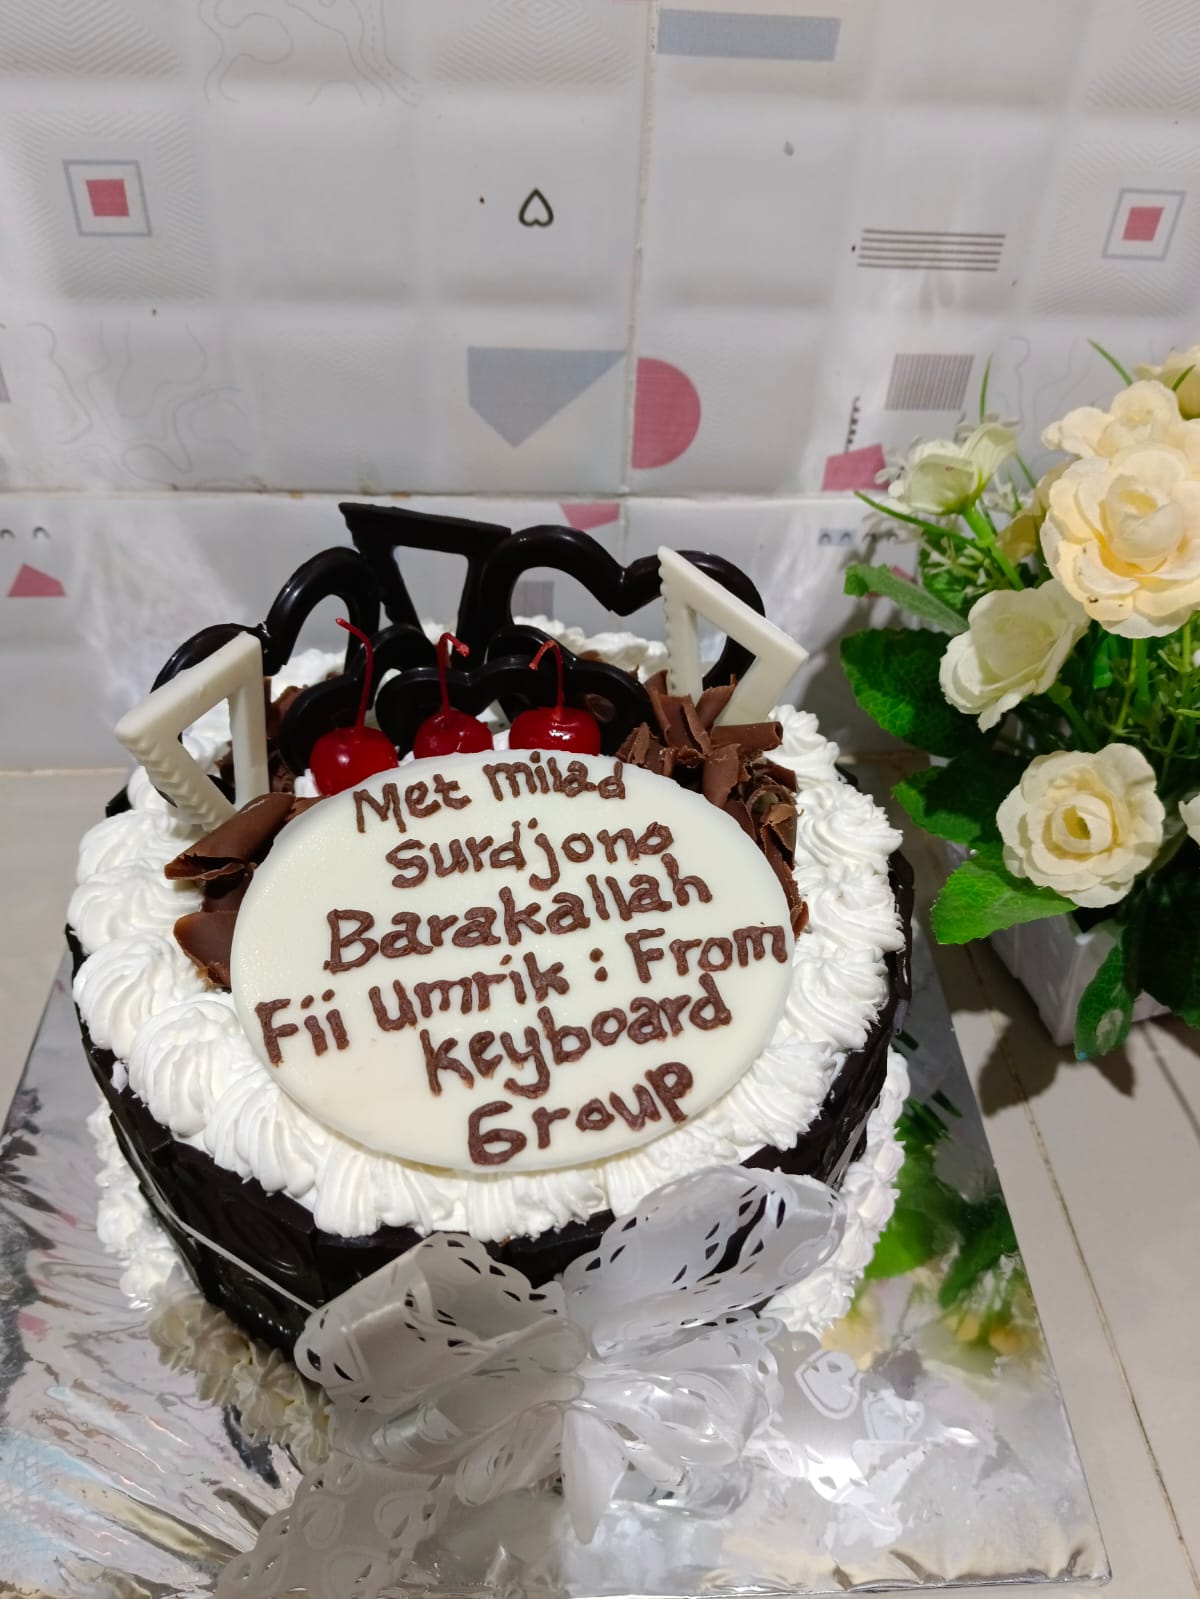 Met milad
Surdjono
Barakallah
Fii Umrik : From
keyboard
Group